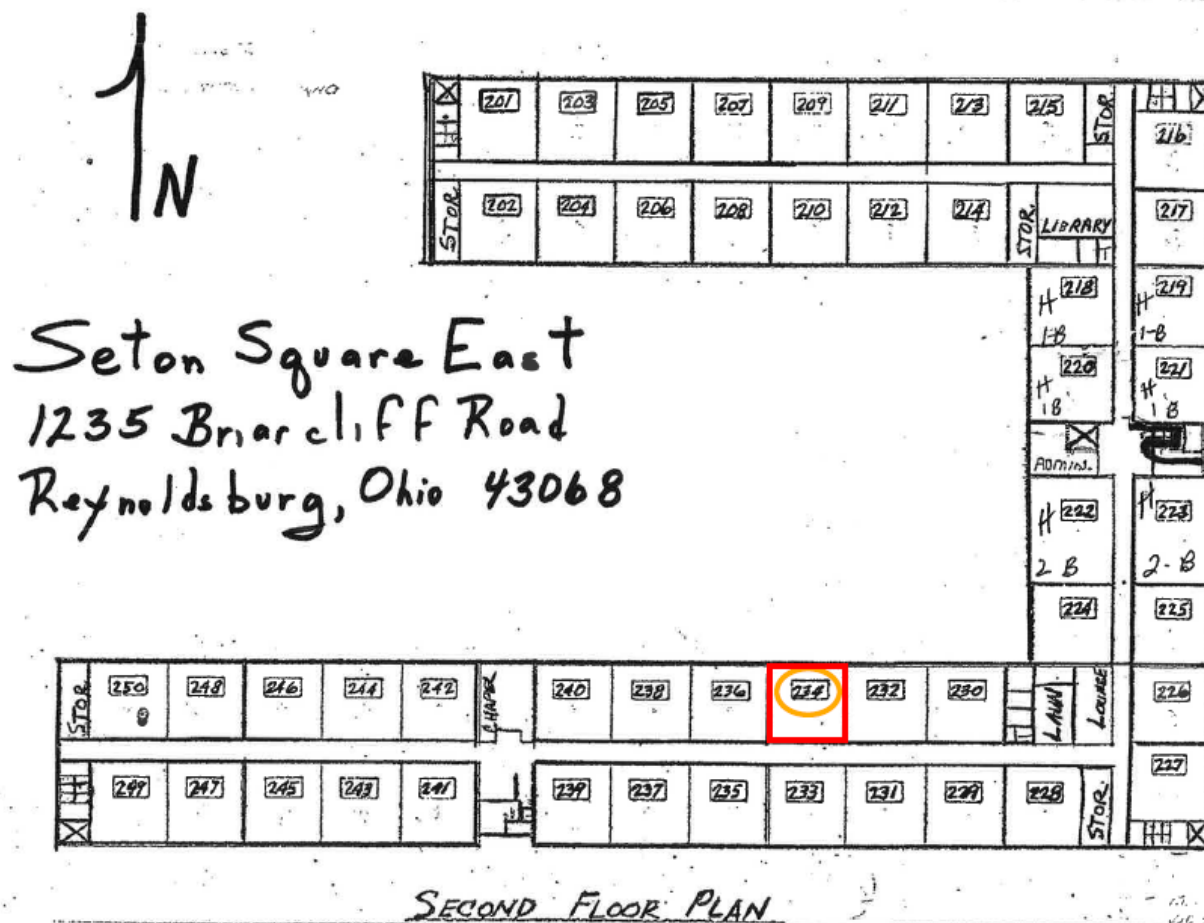 N
201 203 205 207 209 211 213 215 STOR. 216
STOR. 202 204 206 208 210 212 214 STOR. LIBRARY 217
218 219
H 1-B H 1-B
220 221
H 1B H 1B
Seton Square East
1235 Briarcliff Road
Reynoldsburg, Ohio 43068
ADMIN.
H 222 H 223
2 B 2-B
224 225
STOR. 250 248 246 244 242 CHAPEL 240 238 236 234 232 230 LAUN LOUNGE 226
227
249 247 245 243 241 239 237 235 233 231 229 228 STOR.
SECOND FLOOR PLAN